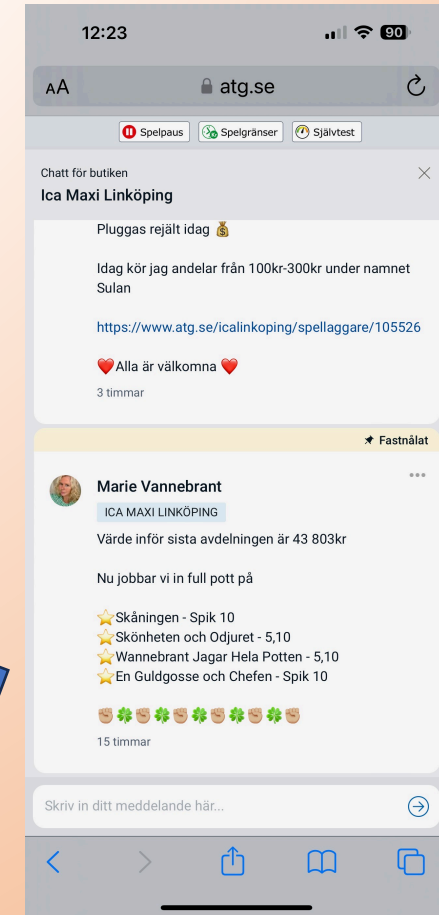 12:23
90
AA
atg.se
Spelpaus
Spelgränser
Självtest
Chatt för butiken
Ica Maxi Linköping
Pluggas rejält idag 💰
Idag kör jag andelar från 100kr-300kr under namnet
Sulan
https://www.atg.se/icalinkoping/spellaggare/105526
❤️Alla är välkomna ❤️
3 timmar
Fastnålat
Marie Vannebrant
ICA MAXI LINKÖPING
Värde inför sista avdelningen är 43 803kr
Nu jobbar vi in full pott på
⭐Skåningen - Spik 10
⭐Skönheten och Odjuret - 5,10
⭐Wannebrant Jagar Hela Potten - 5,10
⭐En Guldgosse och Chefen - Spik 10
✊🏼🍀✊🏼🍀✊🏼🍀✊🏼🍀✊🏼🍀✊🏼
15 timmar
Skriv in ditt meddelande här...